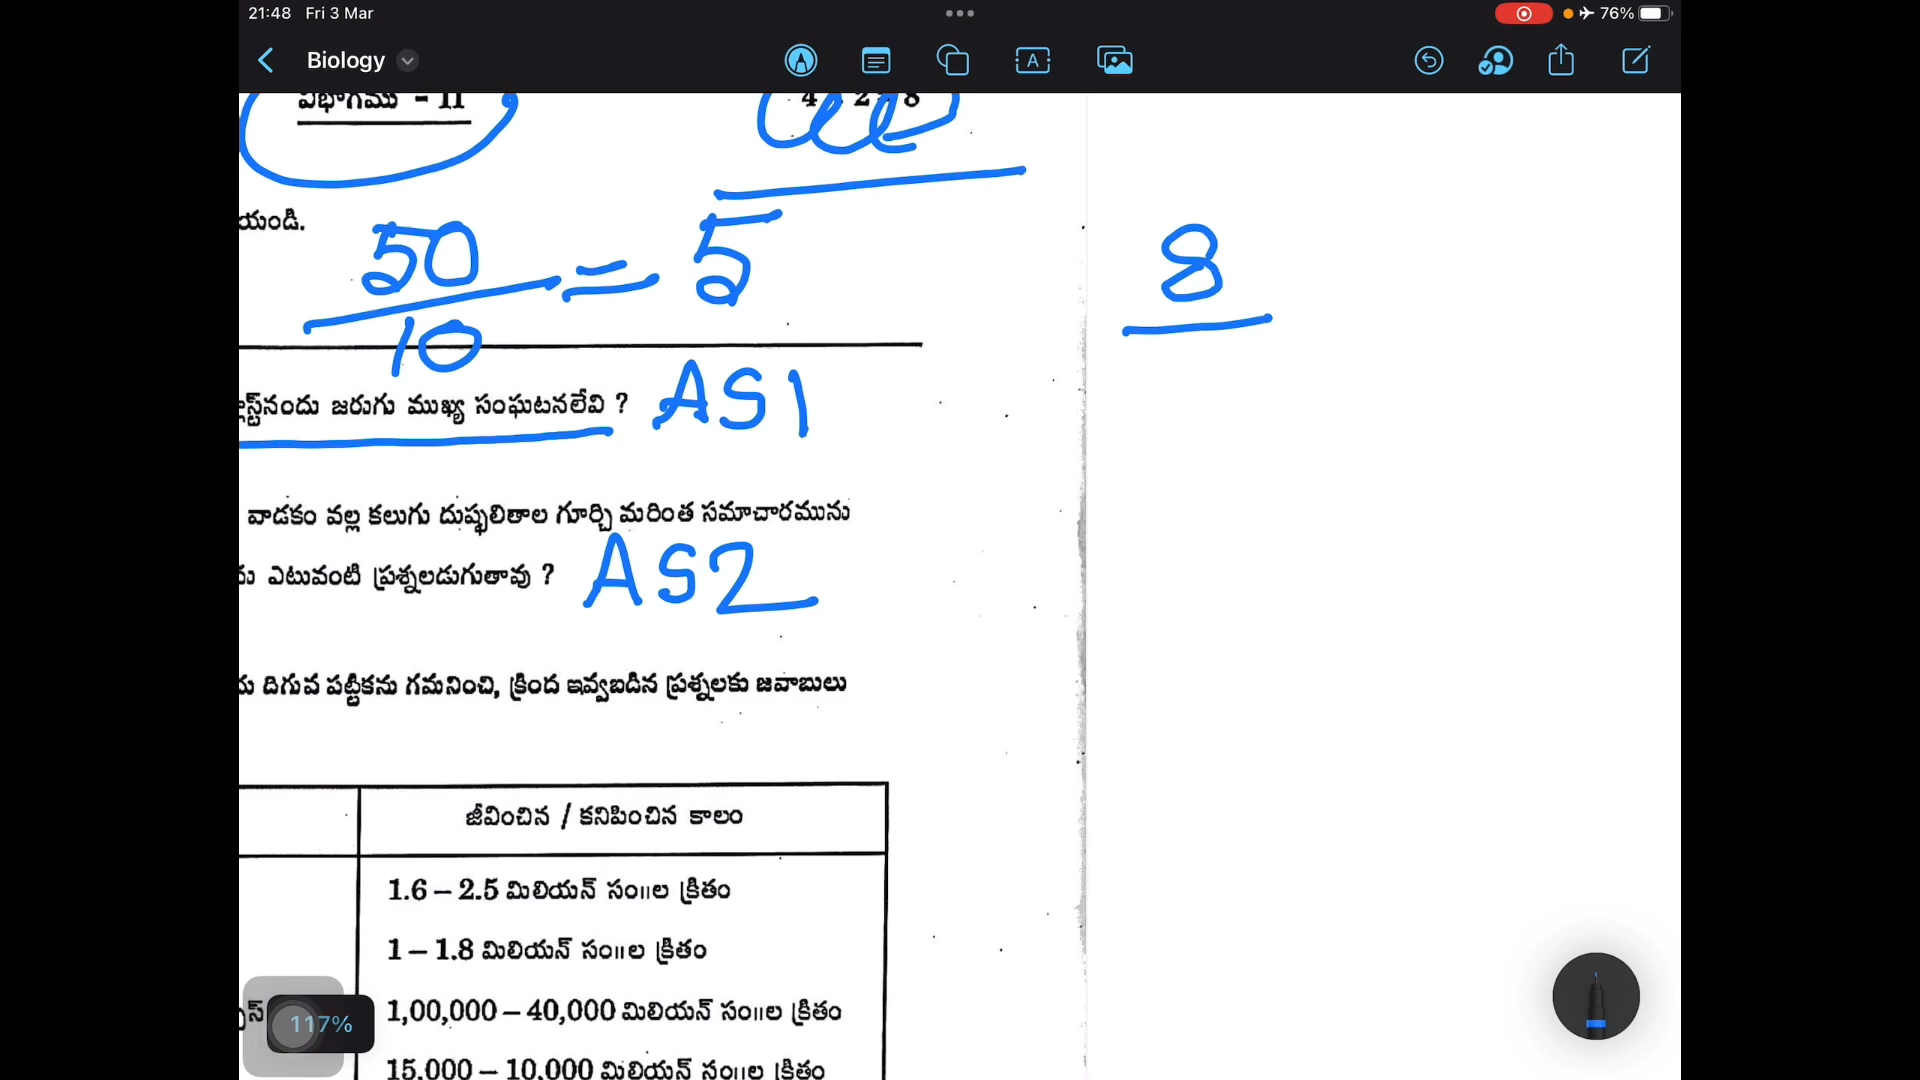 21:48 Fri 3 Mar
76%
Biology
విభాగము - II
8
యండి.
50
10
= 5
8
నందు జరుగు ముఖ్య సంఘటనలేవి ? AS1
వాడకం వల్ల కలుగు దుష్ఫలితాల గూర్చి మరింత సమాచారమును
ఎటువంటి ప్రశ్నలడుగుతావు ? AS2
దిగువ పట్టికను గమనించి, క్రింద ఇవ్వబడిన ప్రశ్నలకు జవాబులు
జీవించిన / కనిపించిన కాలం
1.6 – 2.5 మిలియన్ సం॥ల క్రితం
1 – 1.8 మిలియన్ సం॥ల క్రితం
1,00,000 – 40,000 మిలియన్ సం॥ల క్రితం
117%
15,000 – 10,000 మిలియన్ సం॥ల క్రితం